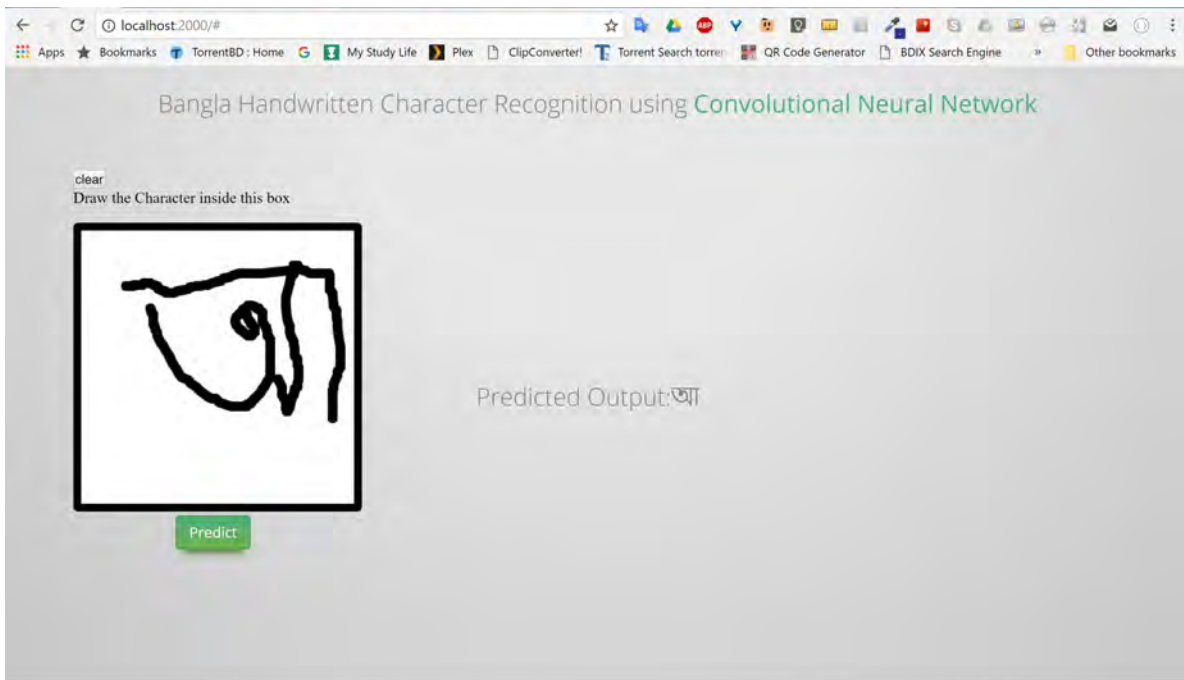 localhost:2000/#
Apps Bookmarks TorrentBD : Home My Study Life Plex ClipConverter! Torrent Search torren QR Code Generator BDIX Search Engine » Other bookmarks
Bangla Handwritten Character Recognition using Convolutional Neural Network
clear
Draw the Character inside this box
আ
Predicted Output:আ
Predict